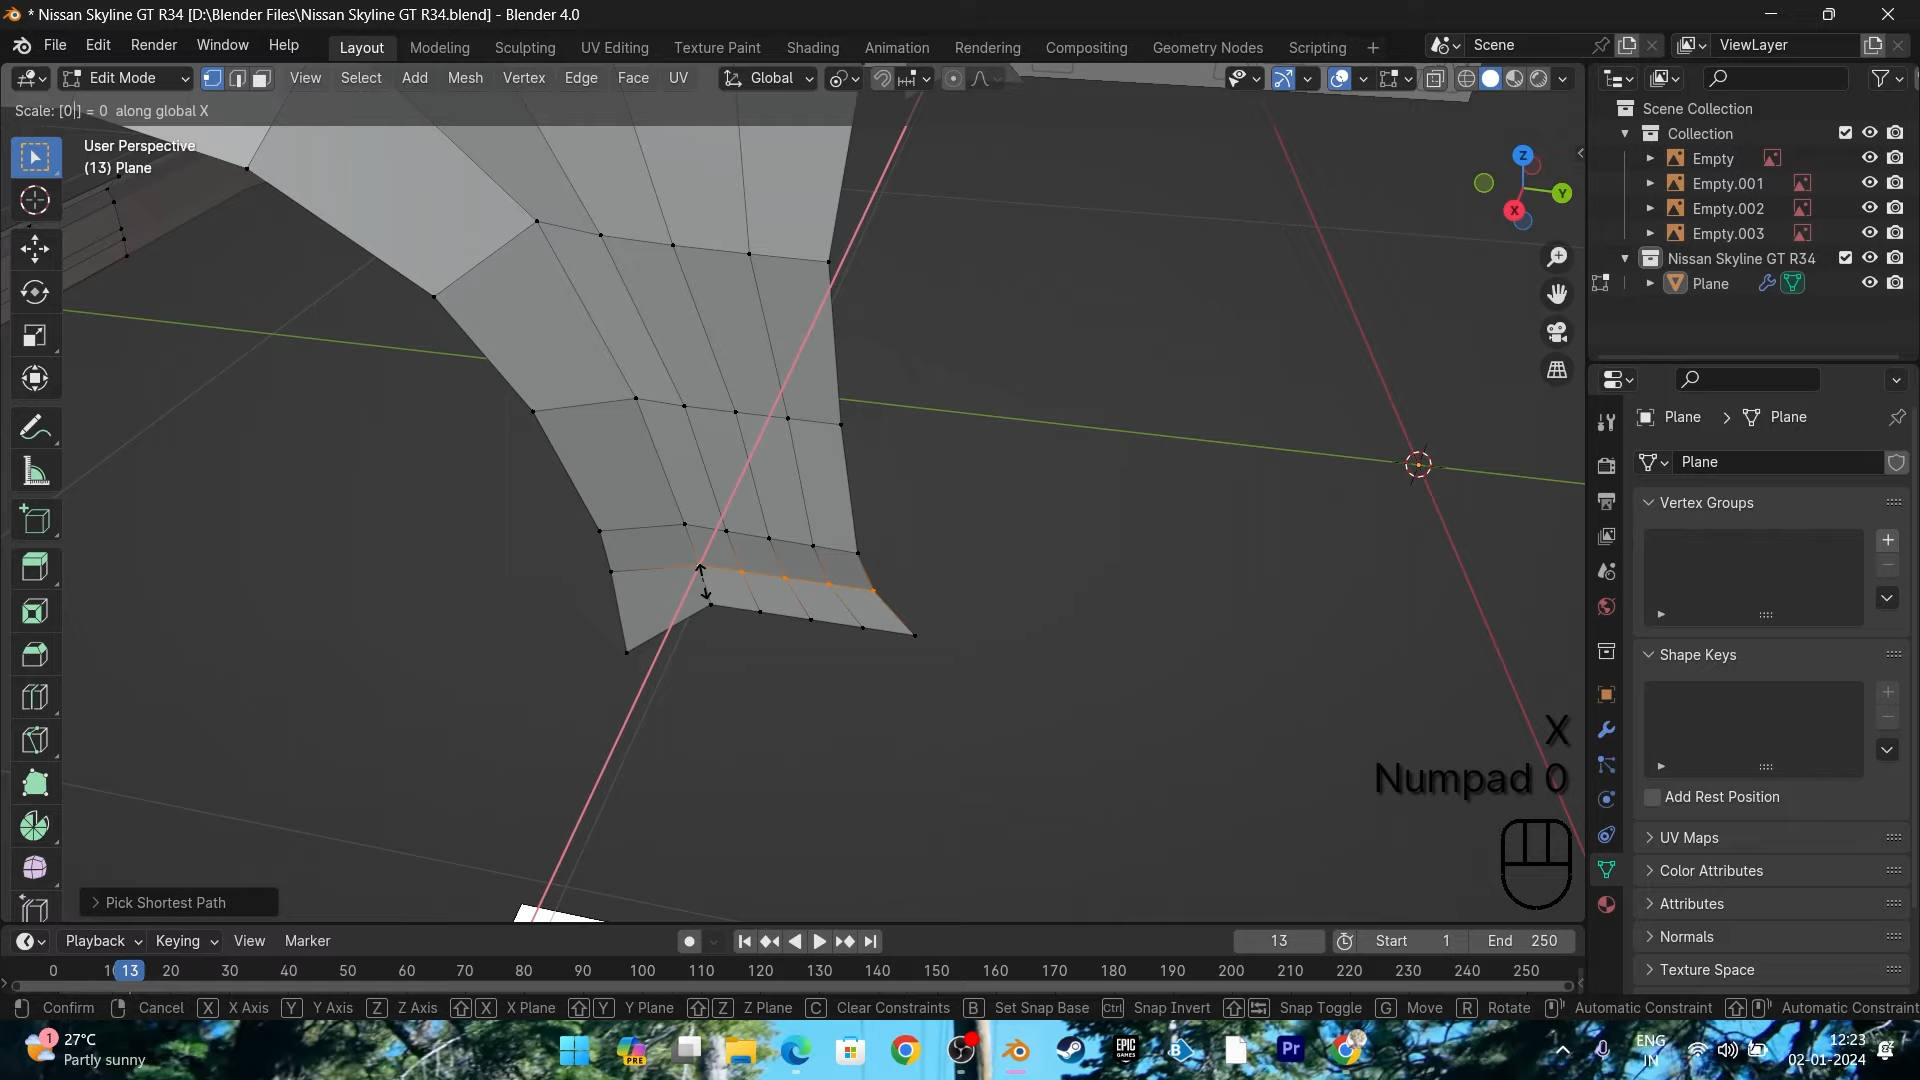 * Nissan Skyline GT R34 [D:\Blender Files\Nissan Skyline GT R34.blend] - Blender 4.0
File Edit Render Window Help Layout Modeling Sculpting UV Editing Texture Paint Shading Animation Rendering Compositing Geometry Nodes Scripting + Scene ViewLayer
Edit Mode View Select Add Mesh Vertex Edge Face UV Global
Scale: [0|] = 0 along global X
User Perspective
(13) Plane
Z
Y
X
Scene Collection
Collection
Empty
Empty.001
Empty.002
Empty.003
Nissan Skyline GT R34
Plane
Plane > Plane
Plane
Vertex Groups
Shape Keys
Add Rest Position
UV Maps
Color Attributes
Attributes
Normals
Texture Space
X
Numpad 0
Pick Shortest Path
Playback Keying View Marker 13 Start 1 End 250
0 10 13 20 30 40 50 60 70 80 90 100 110 120 130 140 150 160 170 180 190 200 210 220 230 240 250
Confirm Cancel X X Axis Y Y Axis Z Z Axis X X Plane Y Y Plane Z Z Plane C Clear Constraints B Set Snap Base Ctrl Snap Invert Snap Toggle G Move R Rotate Automatic Constraint Automatic Constraint
1 27°C
Partly sunny
PRE
EPIC GAMES
B
Pr
ENG
IN
12:23
02-01-2024